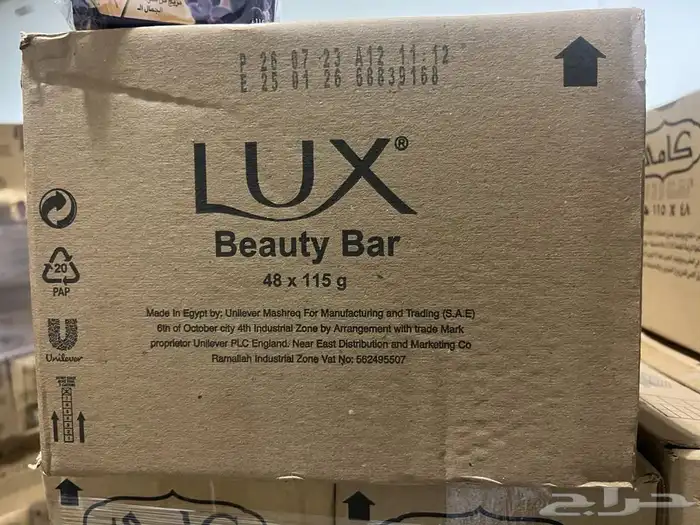 الجمال الـ
P 26 07 23 A12 11:12
E 25 01 26 68839168
LUX®
Beauty Bar
48 x 115 g
Made In Egypt by: Unilever Mashreq For Manufacturing and Trading (S.A.E)
6th of October city 4th Industrial Zone by Arrangement with trade Mark
proprietor Unilever PLC England. Near East Distribution and Marketing Co
Ramallah Industrial Zone Vat No: 562495507
20
PAP
Unilever
حراج